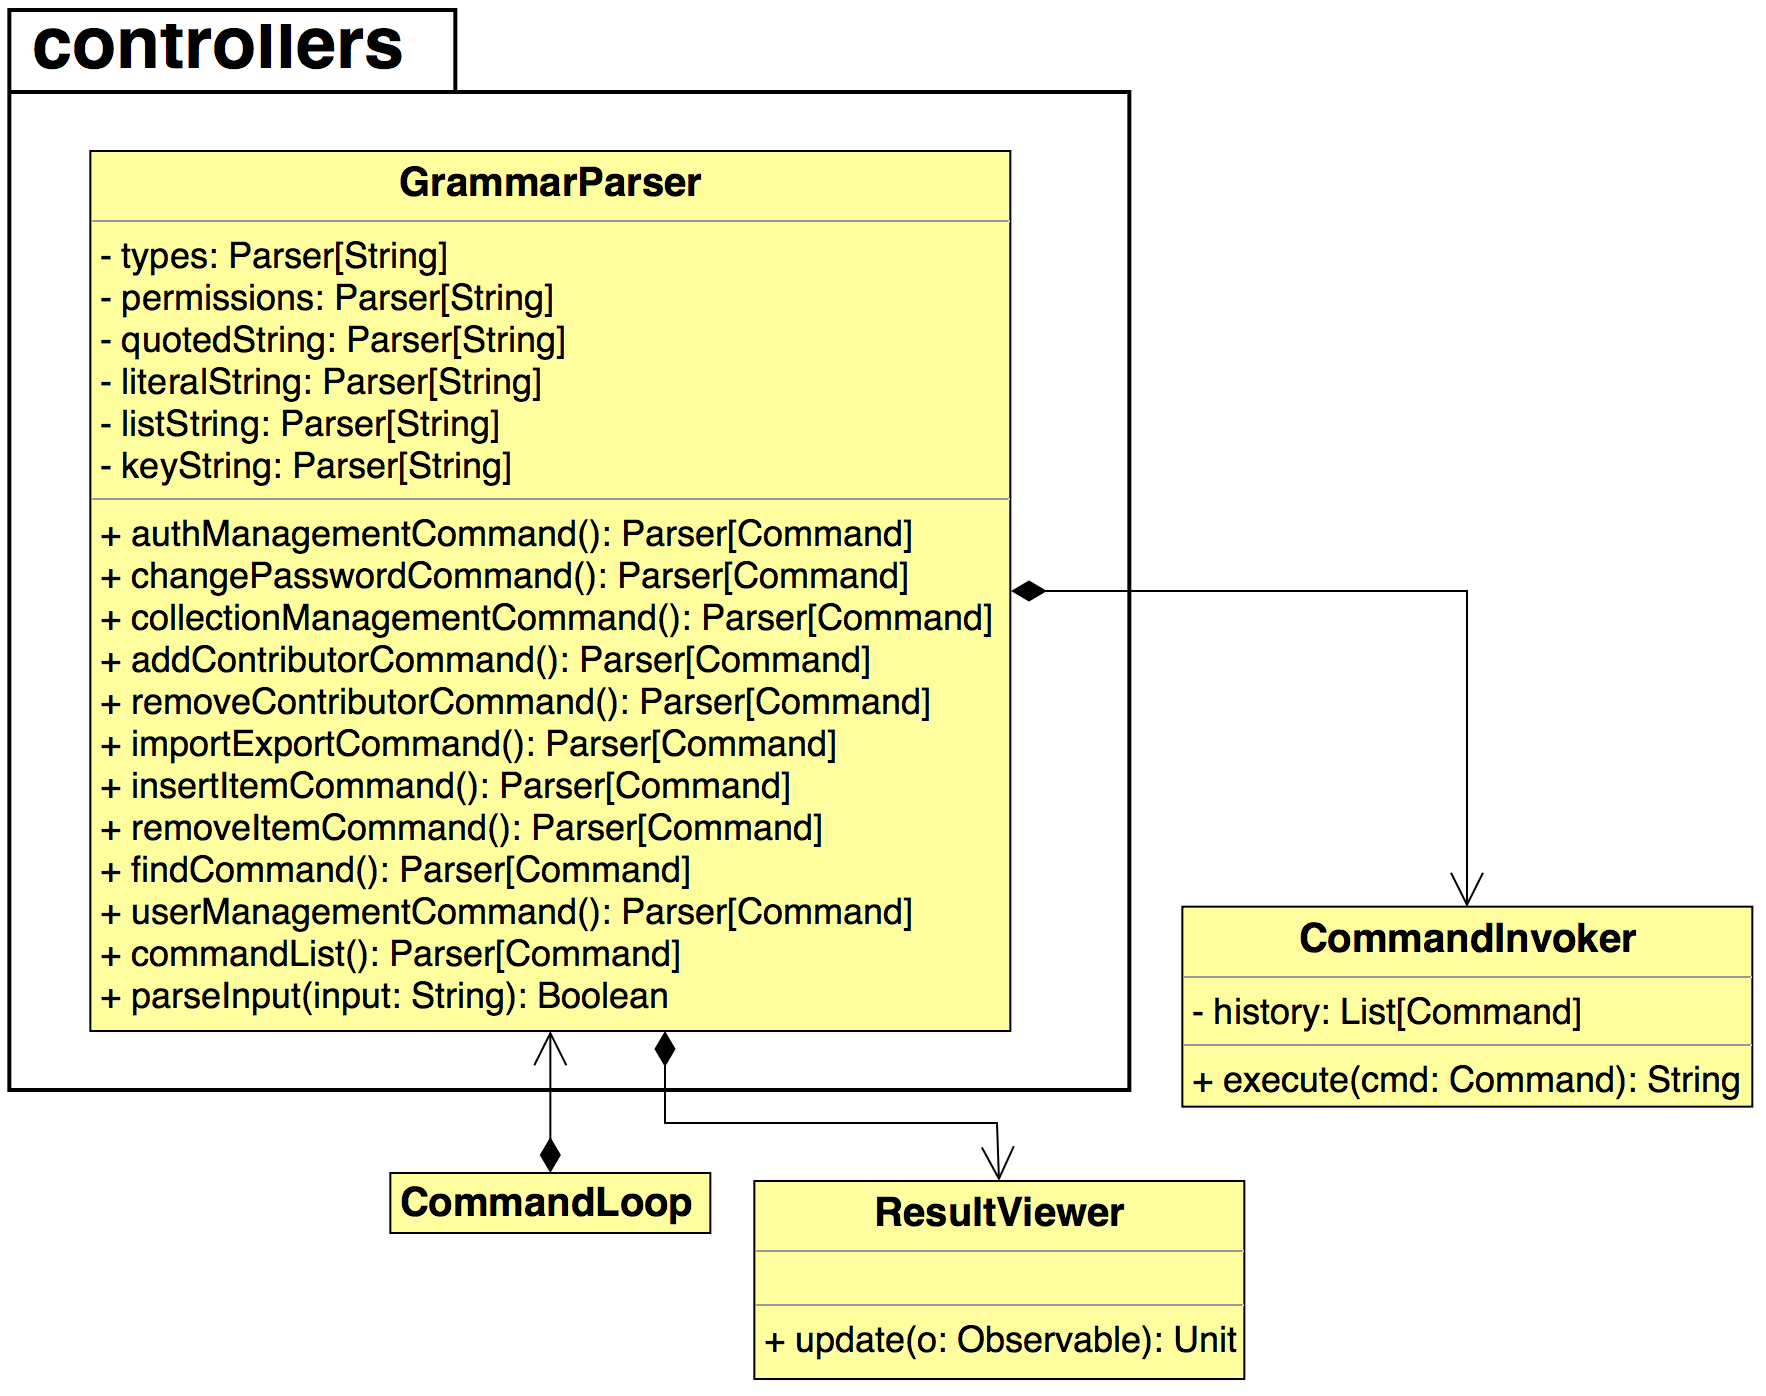 controllers
GrammarParser
- types: Parser[String]
- permissions: Parser[String]
- quotedString: Parser[String]
- literalString: Parser[String]
- listString: Parser[String]
- keyString: Parser[String]
+ authManagementCommand(): Parser[Command]
+ changePasswordCommand(): Parser[Command]
+ collectionManagementCommand(): Parser[Command]
+ addContributorCommand(): Parser[Command]
+ removeContributorCommand(): Parser[Command]
+ importExportCommand(): Parser[Command]
+ insertItemCommand(): Parser[Command]
+ removeItemCommand(): Parser[Command]
+ findCommand(): Parser[Command]
+ userManagementCommand(): Parser[Command]
+ commandList(): Parser[Command]
+ parseInput(input: String): Boolean
CommandInvoker
- history: List[Command]
+ execute(cmd: Command): String
CommandLoop
ResultViewer
+ update(o: Observable): Unit